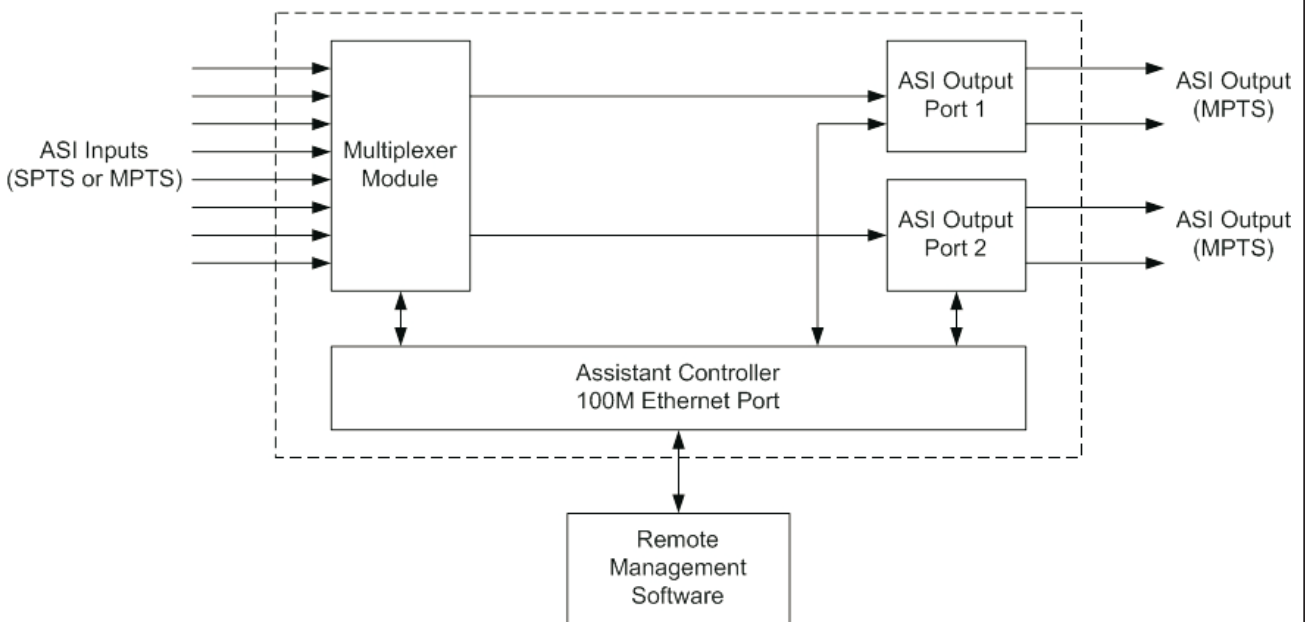 ASI Inputs
(SPTS or MPTS)
Multiplexer
Module
ASI Output
Port 1
ASI Output
(MPTS)
ASI Output
Port 2
ASI Output
(MPTS)
Assistant Controller
100M Ethernet Port
Remote
Management
Software